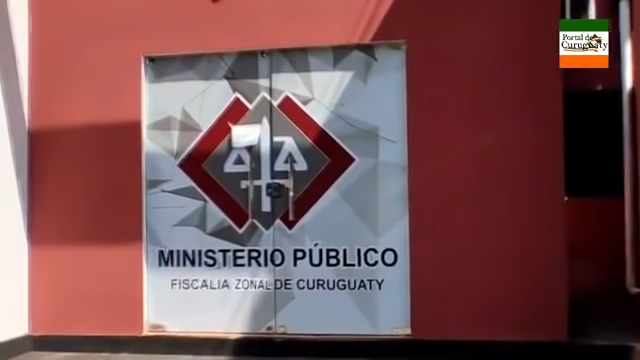 Portal de
Curuguaty
MINISTERIO PÚBLICO
FISCALIA ZONAL DE CURUGUATY